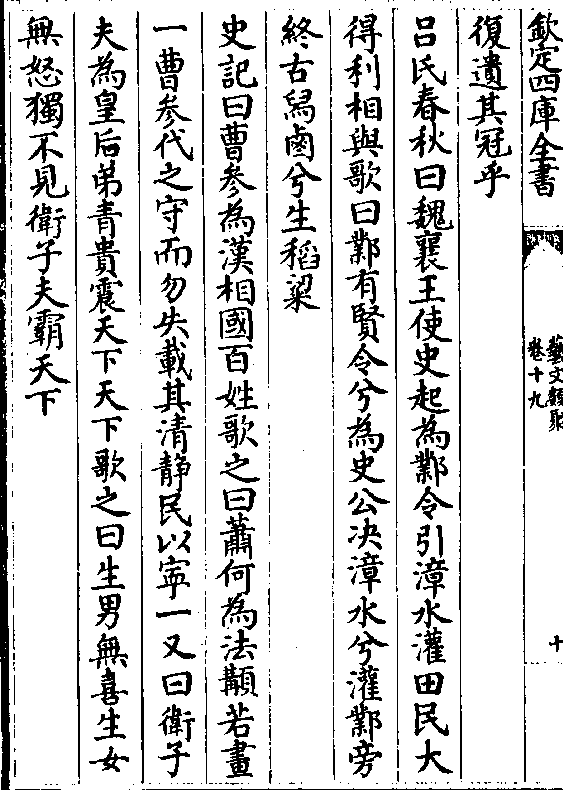 欽定四庫全書
藝文類聚
卷十九
十
復遺其冠乎
吕氏春秋曰魏襄王使史起為鄴令引漳水灌田民大
得利相與歌曰鄴有賢令兮為史公決漳水兮灌鄴旁
終古舄鹵兮生稻粱
史記曰曹参為漢相國百姓歌之曰蕭何為法顜若畫
一曹参代之守而勿失載其清静民以寧一又曰衛子
夫為皇后弟青貴震天下天下歌之曰生男無喜生女
無怒獨不見衛子夫霸天下